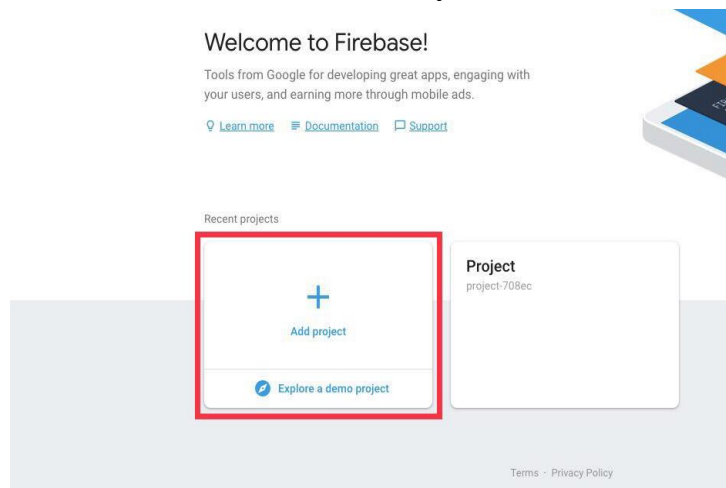 Welcome to Firebase!
Tools from Google for developing great apps, engaging with
your users, and earning more through mobile ads.
Learn more Documentation Support
Recent projects
Add project
Explore a demo project
Project
project-708ec
Terms · Privacy Policy